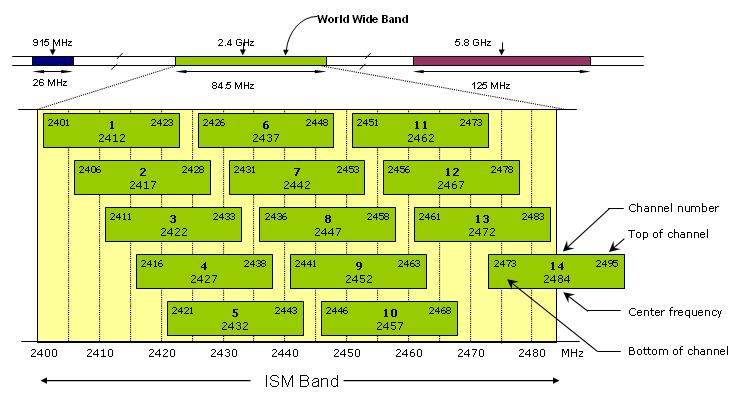 World Wide Band
915 MHz 2.4 GHz 5.8 GHz
26 MHz 84.5 MHz 125 MHz
2401 1 2423 2426 6 2448 2451 11 2473
2412 2437 2462
2406 2 2428 2431 7 2453 2456 12 2478
2417 2442 2467
2411 3 2433 2436 8 2458 2461 13 2483
2422 2447 2472
Channel number
Top of channel
2416 4 2438 2441 9 2463 2473 14 2495
2427 2452 2484
Center frequency
2421 5 2443 2446 10 2468
2432 2457
Bottom of channel
2400 2410 2420 2430 2440 2450 2460 2470 2480 MHz
ISM Band